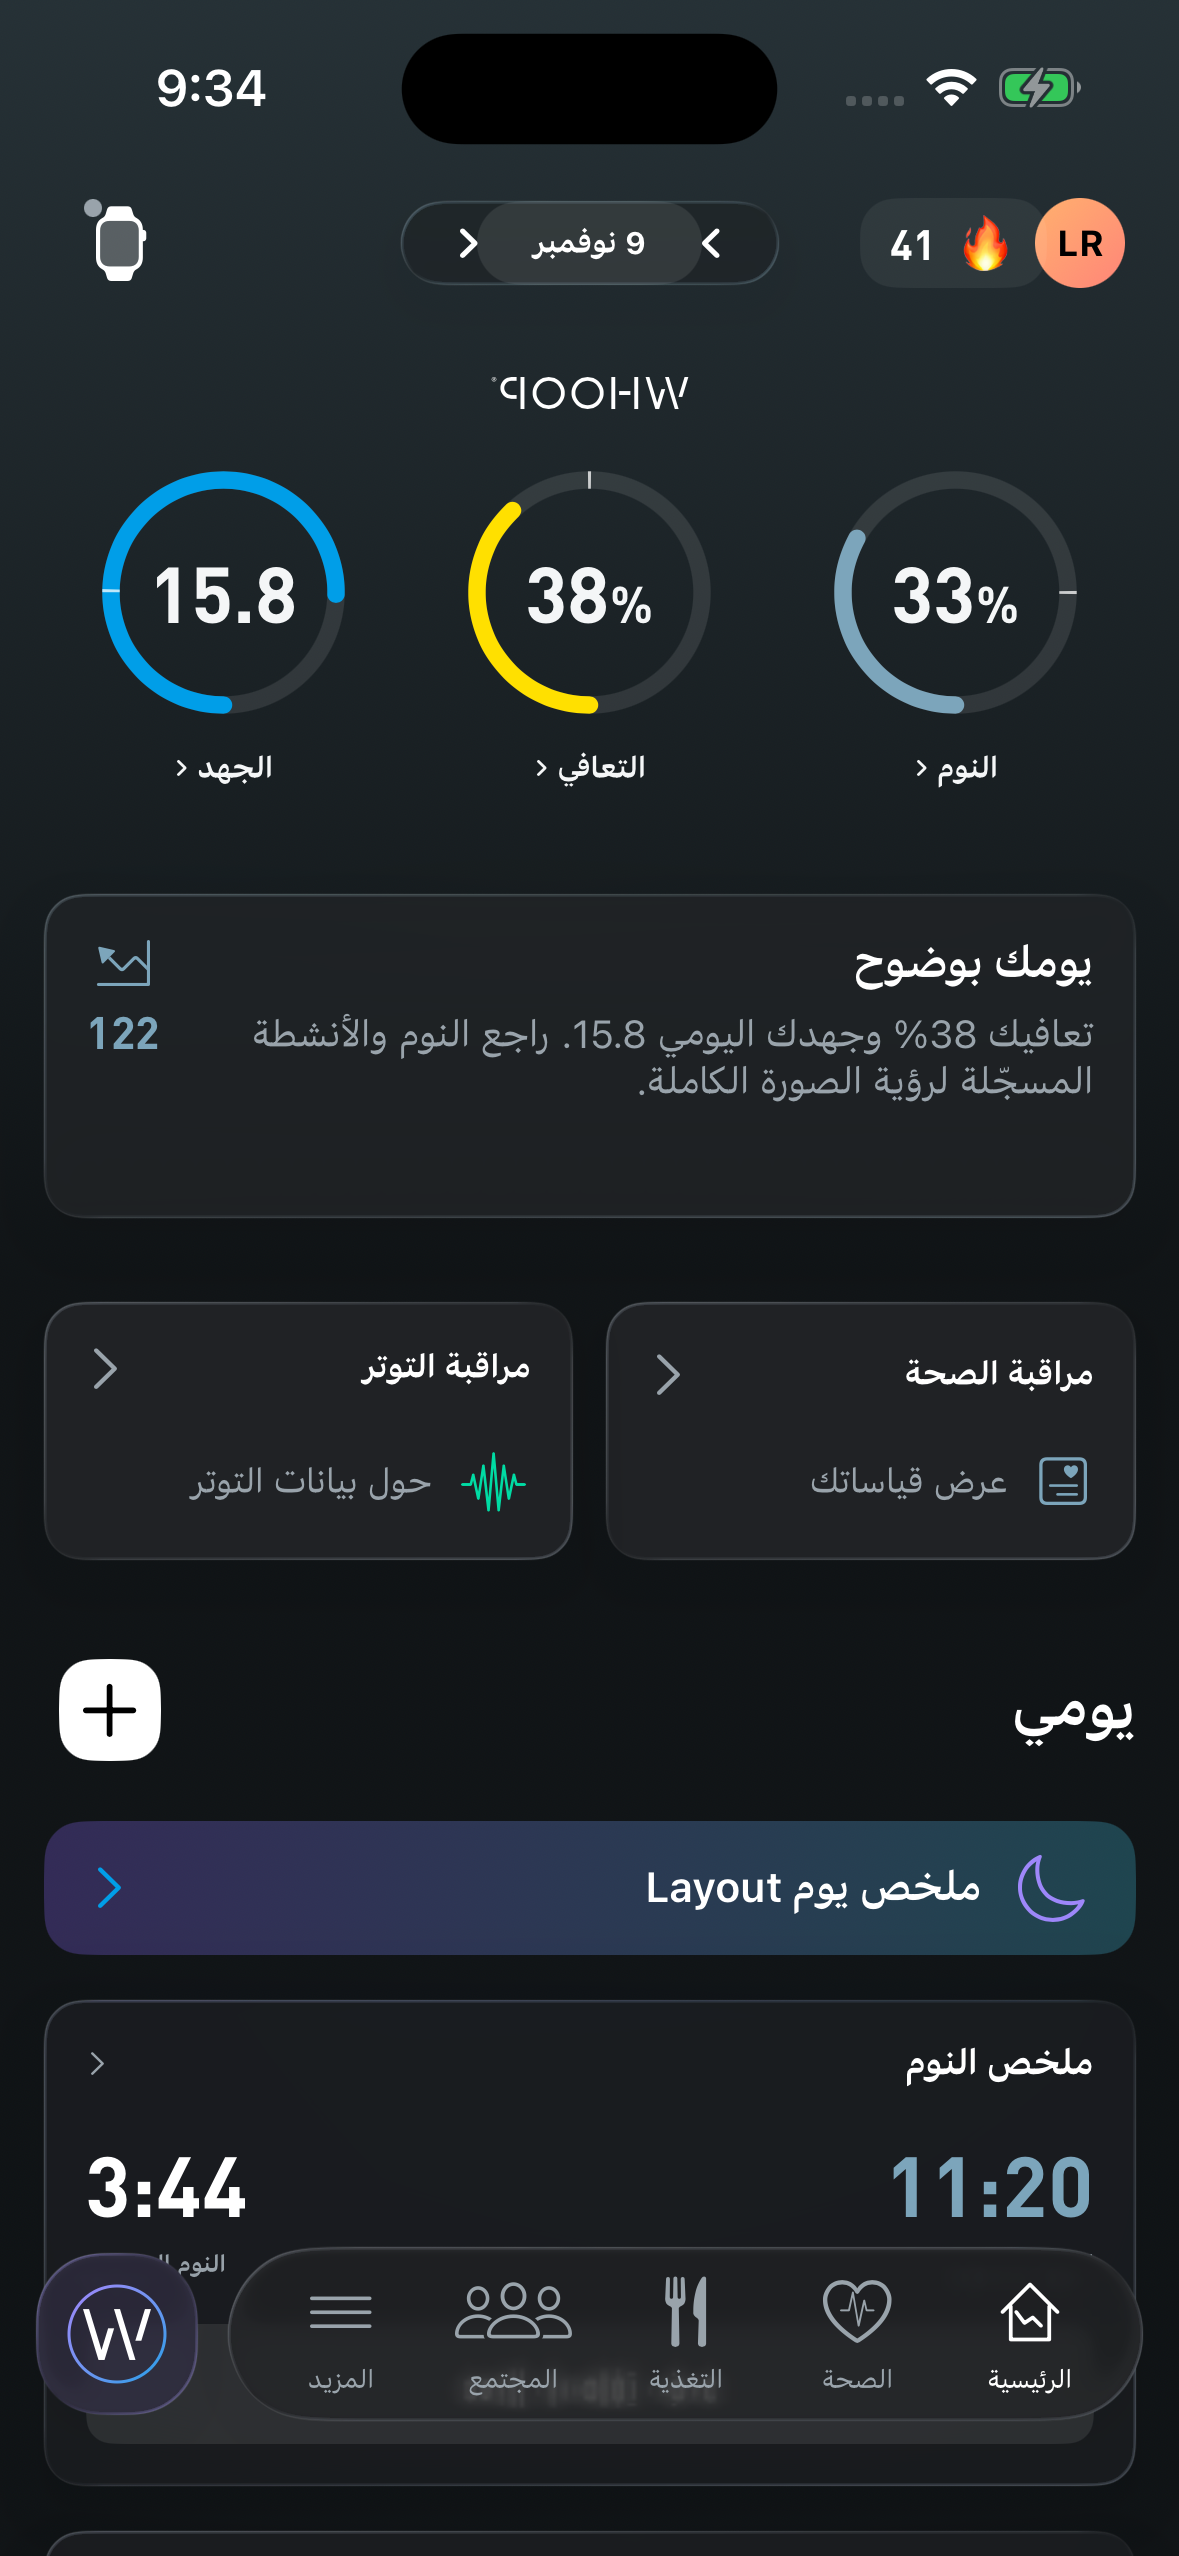 9:34
LR
41
9 نوفمبر
WHOOP
33%
38%
15.8
النوم
التعافي
الجهد
يومك بوضوح
122
تعافيك 38% وجهدك اليومي 15.8. راجع النوم والأنشطة
المسجّلة لرؤية الصورة الكاملة.
مراقبة الصحة
عرض قياساتك
مراقبة التوتر
حول بيانات التوتر
يومي
ملخص يوم Layout
ملخص النوم
11:20
3:44
النوم
الرئيسية
الصحة
التغذية
المجتمع
المزيد
W